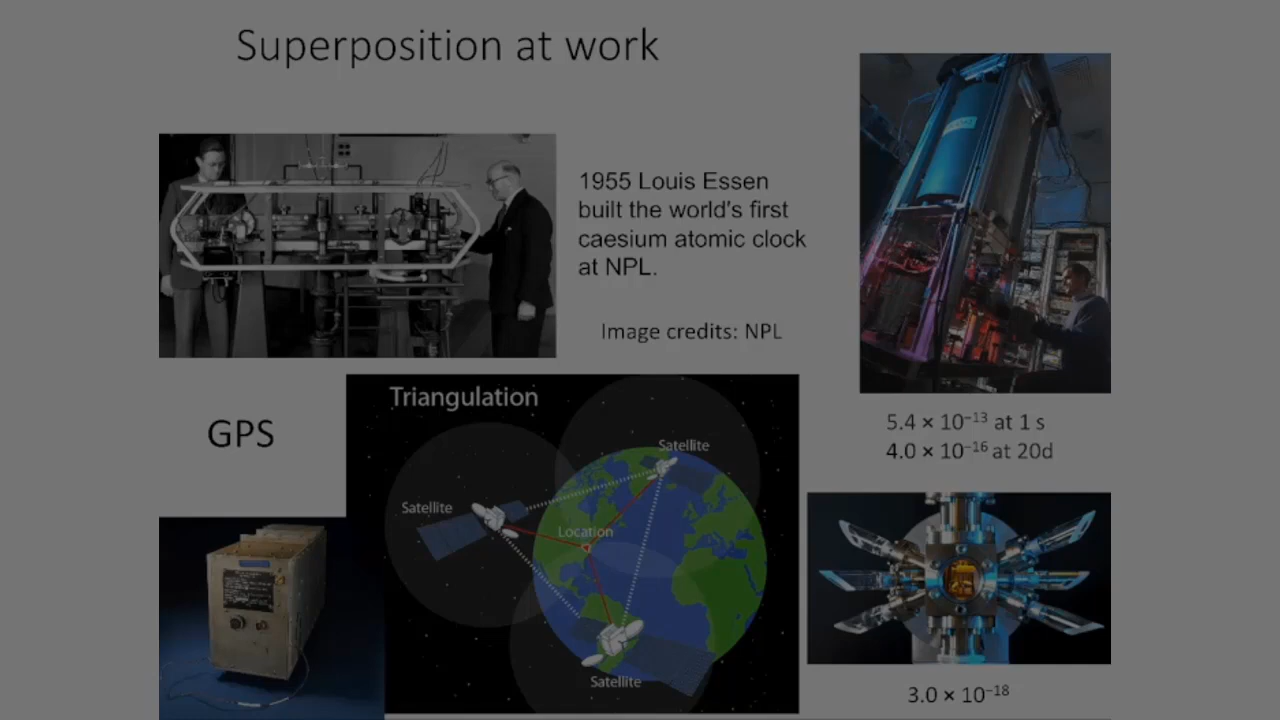 Superposition at work
1955 Louis Essen
built the world's first
caesium atomic clock
at NPL.
Image credits: NPL
5.4 × 10⁻¹³ at 1 s
4.0 × 10⁻¹⁶ at 20d
GPS
Triangulation
Satellite
Satellite
Location
Satellite
3.0 × 10⁻¹⁸